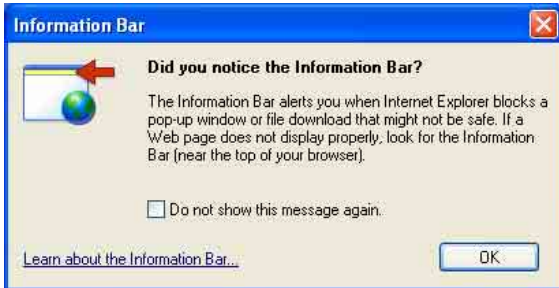 Information Bar
Did you notice the Information Bar?
The Information Bar alerts you when Internet Explorer blocks a
pop-up window or file download that might not be safe. If a
Web page does not display properly, look for the Information
Bar (near the top of your browser).
Do not show this message again.
Learn about the Information Bar...
OK